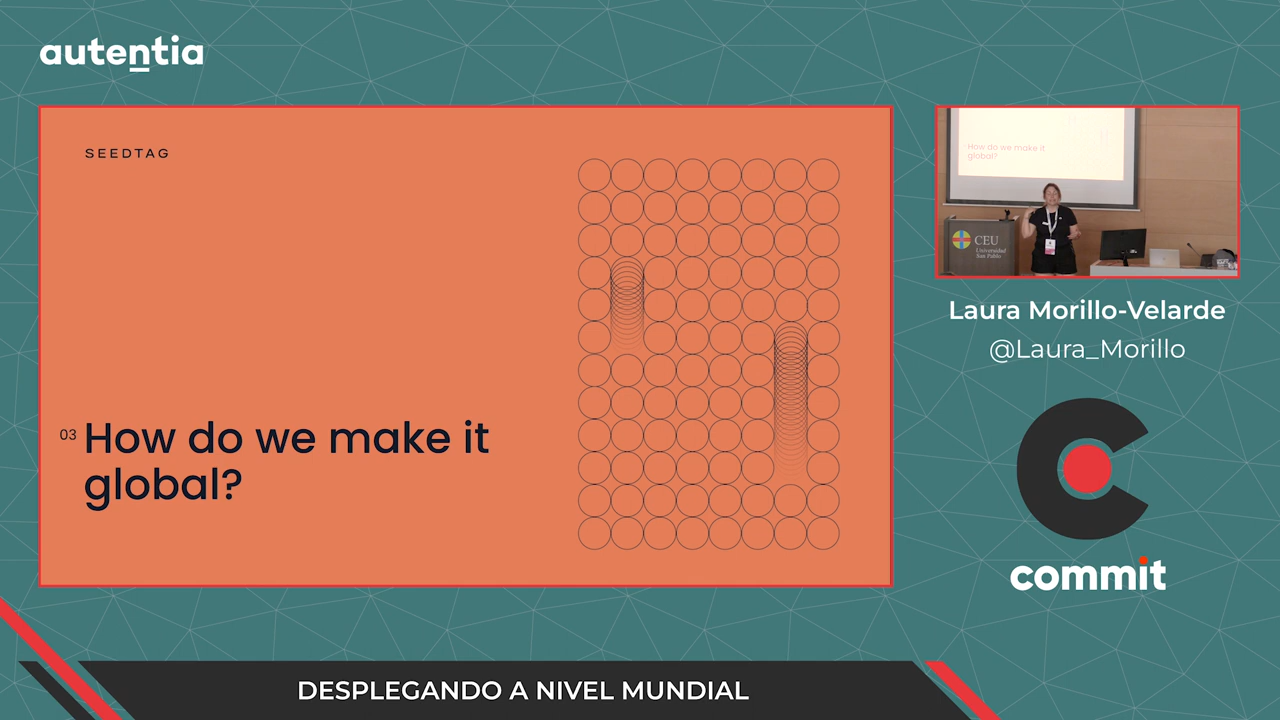 autentia
SEEDTAG
03 How do we make it
global?
How do we make it
global?
CEU
Universidad
San Pablo
Laura Morillo-Velarde
@Laura_Morillo
commit
DESPLEGANDO A NIVEL MUNDIAL